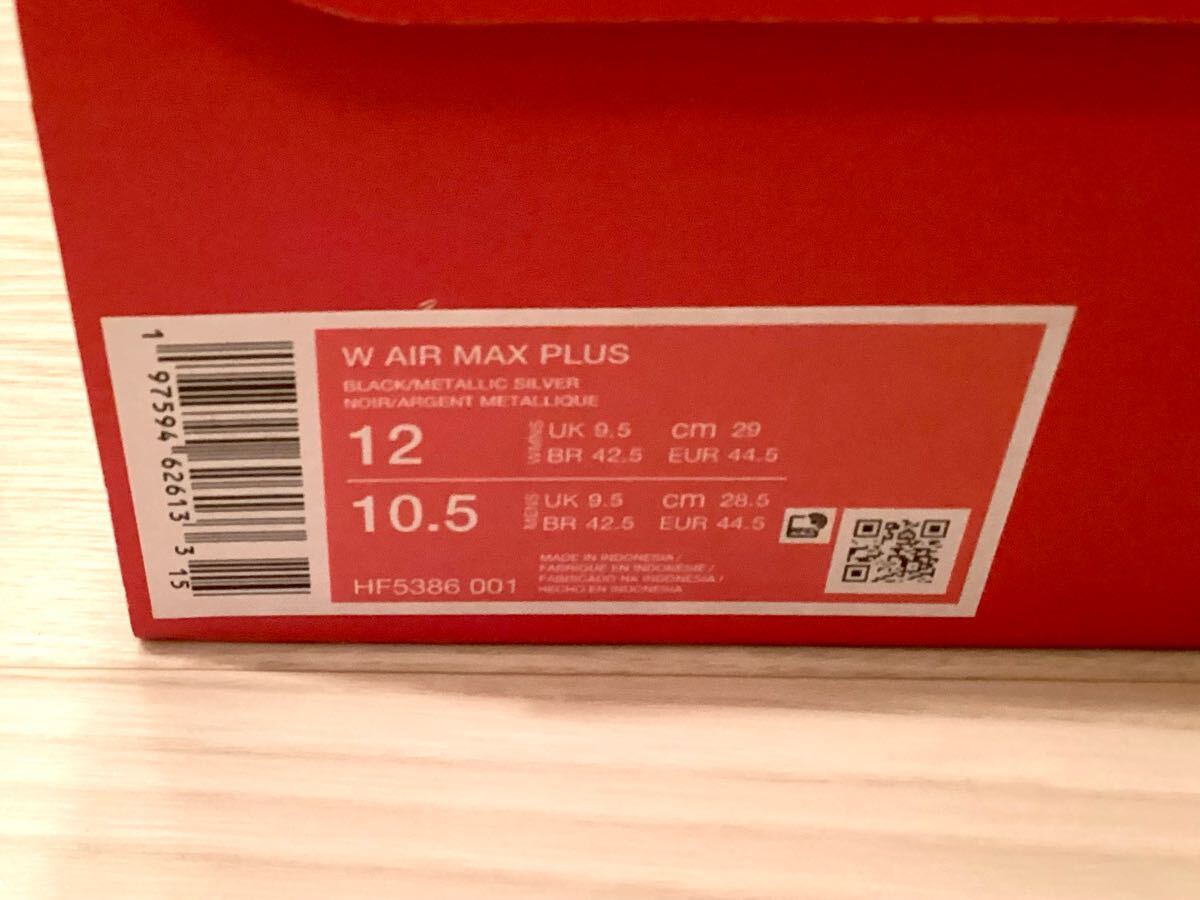 W AIR MAX PLUS
BLACK/METALLIC SILVER
NOIR/ARGENT METALLIQUE
12 WMNS UK 9.5 cm 29
BR 42.5 EUR 44.5
10.5 MENS UK 9.5 cm 28.5
BR 42.5 EUR 44.5
MADE IN INDONESIA /
FABRIQUE EN INDONESIE /
FABRICADO NA INDONESIA /
HECHO EN INDONESIA
HF5386 001
1 97594 62613 3 15